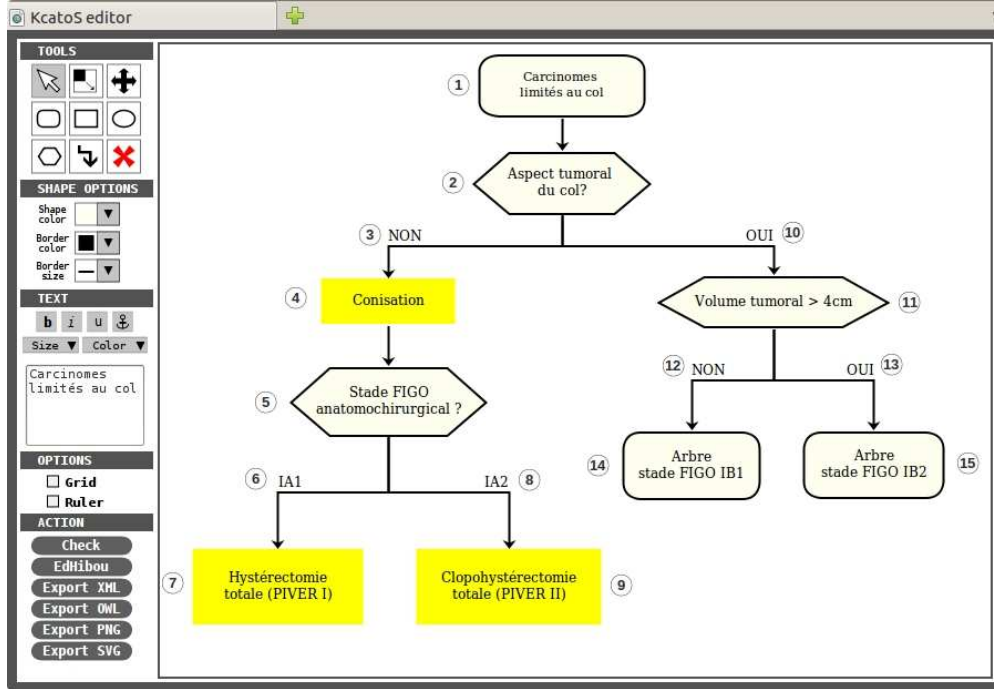 KcatoS editor
TOOLS
SHAPE OPTIONS
Shape
color
Border
color
Border
size
TEXT
b i u
Size ▼ Color ▼
Carcinomes
limités au col
OPTIONS
Grid
Ruler
ACTION
Check
EdHibou
Export XML
Export OWL
Export PNG
Export SVG
1
Carcinomes
limités au col
2
Aspect tumoral
du col?
3 NON
OUI 10
4 Conisation
Volume tumoral > 4cm 11
12 NON
OUI 13
5
Stade FIGO
anatomochirurgical ?
14
Arbre
stade FIGO IB1
Arbre
stade FIGO IB2
15
6 IA1
IA2 8
7
Hystérectomie
totale (PIVER I)
Clopohystérectomie
totale (PIVER II)
9